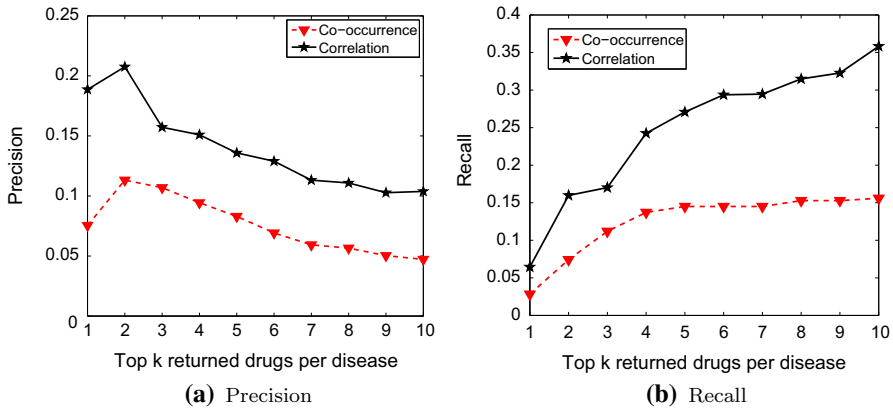 0.25
0.2
0.15
0.1
0.05
0
Precision
Co-occurrence
Correlation
1 2 3 4 5 6 7 8 9 10
Top k returned drugs per disease
(a) Precision
0.4
0.35
0.3
0.25
0.2
0.15
0.1
0.05
0
Recall
Co-occurrence
Correlation
1 2 3 4 5 6 7 8 9 10
Top k returned drugs per disease
(b) Recall